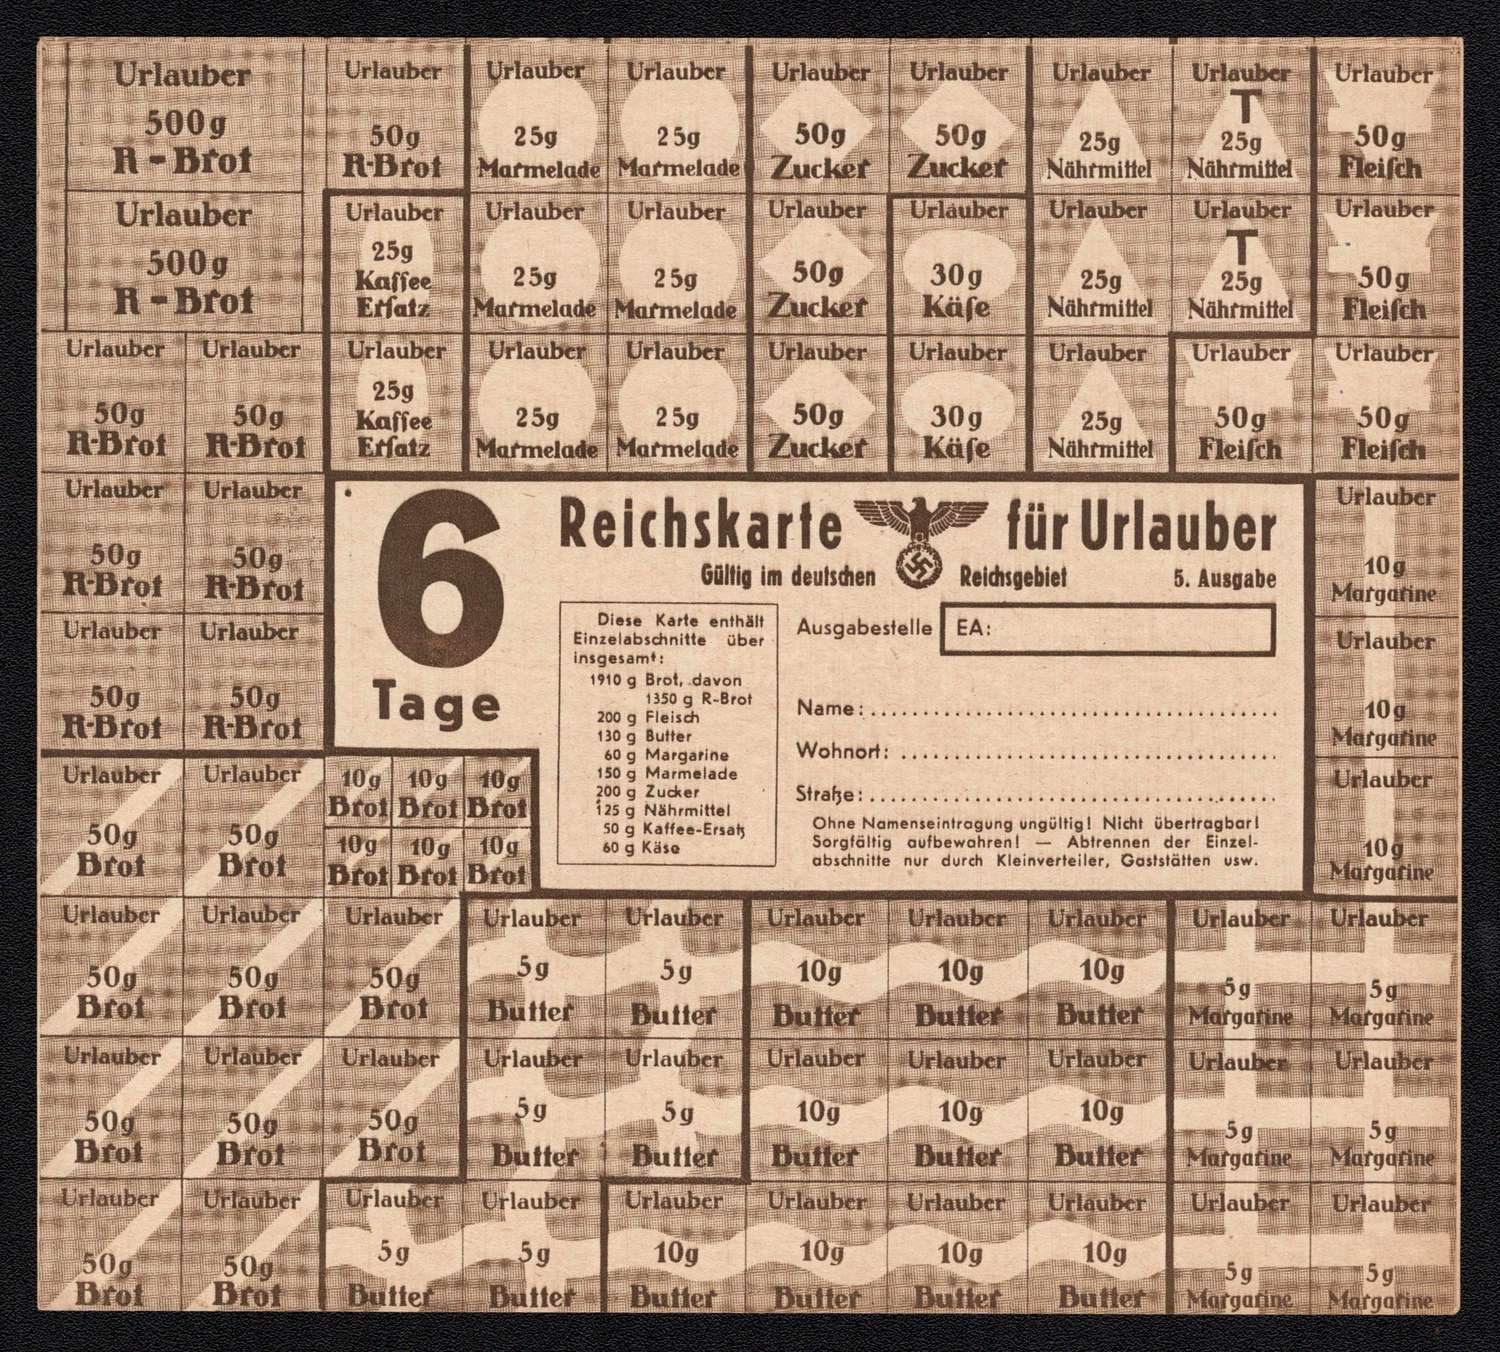 Urlauber
500g
R-Brot
Urlauber
50g
R-Brot
Urlauber
25g
Marmelade
Urlauber
25g
Marmelade
Urlauber
50g
Zucker
Urlauber
50g
Zucker
Urlauber
25g
Nährmittel
Urlauber
T
25g
Nährmittel
Urlauber
50g
Fleisch
Urlauber
500g
R-Brot
Urlauber
25g
Kaffee
Ersatz
Urlauber
25g
Marmelade
Urlauber
25g
Marmelade
Urlauber
50g
Zucker
Urlauber
30g
Käse
Urlauber
25g
Nährmittel
Urlauber
T
25g
Nährmittel
Urlauber
50g
Fleisch
Urlauber
50g
R-Brot
Urlauber
50g
R-Brot
Urlauber
25g
Kaffee
Ersatz
Urlauber
25g
Marmelade
Urlauber
25g
Marmelade
Urlauber
50g
Zucker
Urlauber
30g
Käse
Urlauber
25g
Nährmittel
Urlauber
50g
Fleisch
Urlauber
50g
Fleisch
Urlauber
50g
R-Brot
Urlauber
50g
R-Brot
Urlauber
50g
R-Brot
Urlauber
50g
R-Brot
6
Tage
Reichskarte für Urlauber
Gültig im deutschen Reichsgebiet 5. Ausgabe
Diese Karte enthält
Einzelabschnitte über
insgesamt:
1910 g Brot, davon
1350 g R-Brot
200 g Fleisch
130 g Butter
60 g Margarine
150 g Marmelade
200 g Zucker
125 g Nährmittel
50 g Kaffee-Ersatz
60 g Käse
Ausgabestelle EA:
Name:
Wohnort:
Straße:
Ohne Namenseintragung ungültig! Nicht übertragbar!
Sorgfältig aufbewahren! — Abtrennen der Einzel-
abschnitte nur durch Kleinverteiler, Gaststätten usw.
Urlauber
10g
Margarine
Urlauber
10g
Margarine
Urlauber
10g
Margarine
Urlauber
50g
Brot
Urlauber
50g
Brot
10g
Brot
10g
Brot
10g
Brot
10g
Brot
10g
Brot
10g
Brot
Urlauber
50g
Brot
Urlauber
50g
Brot
Urlauber
50g
Brot
Urlauber
5g
Butter
Urlauber
5g
Butter
Urlauber
10g
Butter
Urlauber
10g
Butter
Urlauber
10g
Butter
Urlauber
5g
Margarine
Urlauber
5g
Margarine
Urlauber
50g
Brot
Urlauber
50g
Brot
Urlauber
50g
Brot
Urlauber
5g
Butter
Urlauber
5g
Butter
Urlauber
10g
Butter
Urlauber
10g
Butter
Urlauber
10g
Butter
Urlauber
5g
Margarine
Urlauber
5g
Margarine
Urlauber
50g
Brot
Urlauber
50g
Brot
Urlauber
5g
Butter
Urlauber
5g
Butter
Urlauber
10g
Butter
Urlauber
10g
Butter
Urlauber
10g
Butter
Urlauber
10g
Butter
Urlauber
5g
Margarine
Urlauber
5g
Margarine